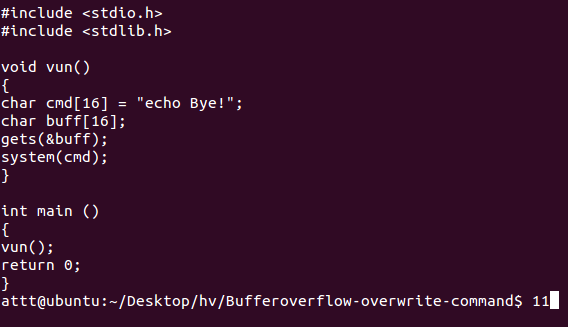 #include <stdio.h>
#include <stdlib.h>
void vun()
{
char cmd[16] = "echo Bye!";
char buff[16];
gets(&buff);
system(cmd);
}
int main ()
{
vun();
return 0;
}
attt@ubuntu:~/Desktop/hv/Bufferoverflow-overwrite-command$ 11